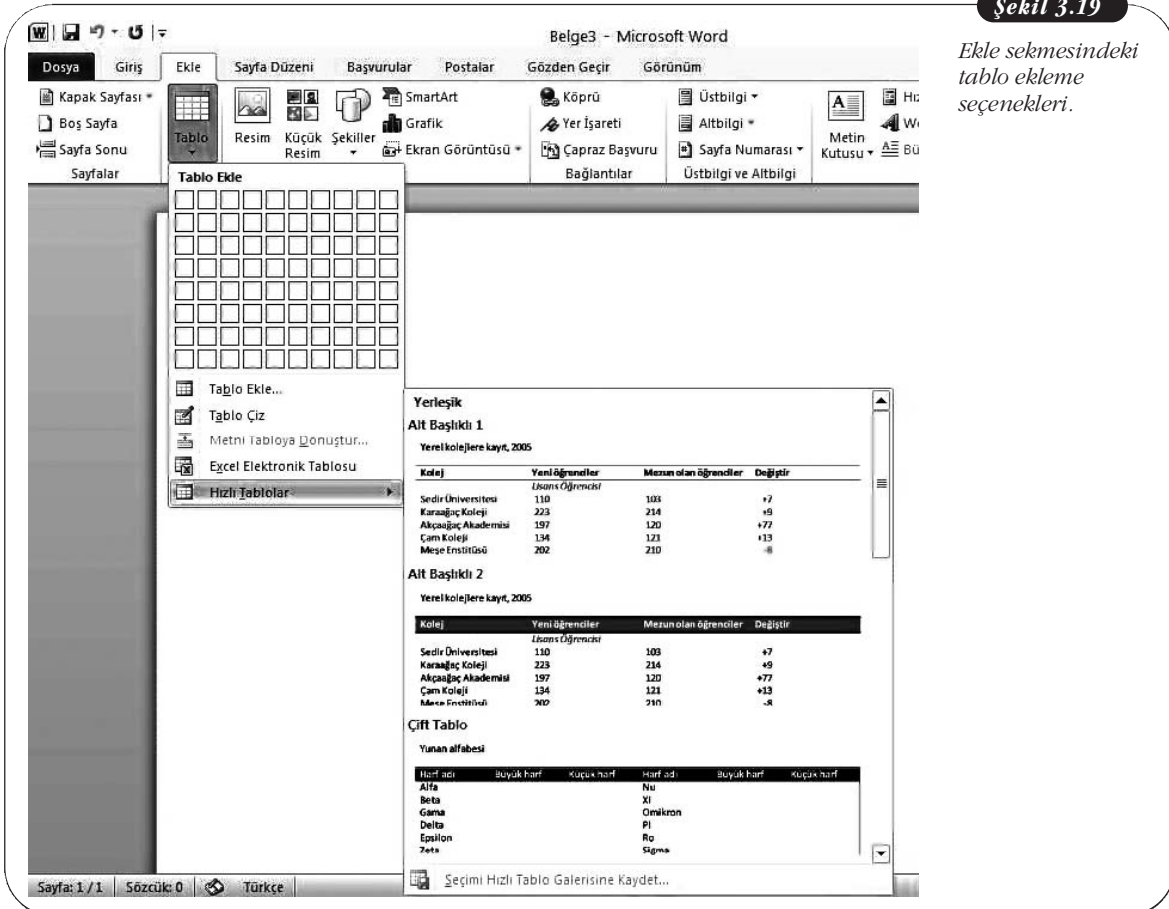 Şekil 3.19
Ekle sekmesindeki
tablo ekleme
seçenekleri.
Belge3 - Microsoft Word
Dosya Giriş Ekle Sayfa Düzeni Başvurular Postalar Gözden Geçir Görünüm
Kapak Sayfası
Boş Sayfa
Sayfa Sonu
Sayfalar
Tablo
Resim
Küçük
Resim
Şekiller
SmartArt
Grafik
Ekran Görüntüsü
Köprü
Yer İşareti
Çapraz Başvuru
Bağlantılar
Üstbilgi
Altbilgi
Sayfa Numarası
Üstbilgi ve Altbilgi
Metin
Kutusu
Tablo Ekle
Tablo Ekle...
Tablo Çiz
Metni Tabloya Dönüştur...
Excel Elektronik Tablosu
Hızlı Tablolar
Yerleşik
Alt Başlıklı 1
Yerel kolejlere kayıt, 2005
Kolej Yeni öğrenciler Mezun olan öğrenciler Değiştir
Lisans Öğrencisi
Sedir Üniversitesi 110 103 +7
Karaağaç Koleji 223 214 +9
Akçaağaç Akademisi 197 120 +77
Çam Koleji 134 121 +13
Meşe Enstitüsü 202 210 -8
Alt Başlıklı 2
Yerel kolejlere kayıt, 2005
Kolej Yeni öğrenciler Mezun olan öğrenciler Değiştir
Lisans Öğrencisi
Sedir Üniversitesi 110 103 +7
Karaağaç Koleji 223 214 +9
Akçaağaç Akademisi 197 120 +77
Çam Koleji 134 121 +13
Meşe Enstitüsü 202 210 -8
Çift Tablo
Yunan alfabesi
Harf adı Büyük harf Küçük harf Harf adı Büyük harf Küçük harf
Alfa Nu
Beta Xi
Gama Omikron
Delta Pi
Epsilon Ro
Zeta Sigma
Seçimi Hızlı Tablo Galerisine Kaydet...
Sayfa: 1 / 1 Sözcük: 0 Türkçe